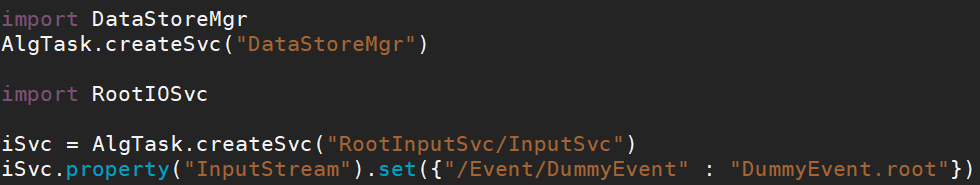 import DataStoreMgr
AlgTask.createSvc("DataStoreMgr")
import RootIOSvc
iSvc = AlgTask.createSvc("RootInputSvc/InputSvc")
iSvc.property("InputStream").set({"/Event/DummyEvent" : "DummyEvent.root"})